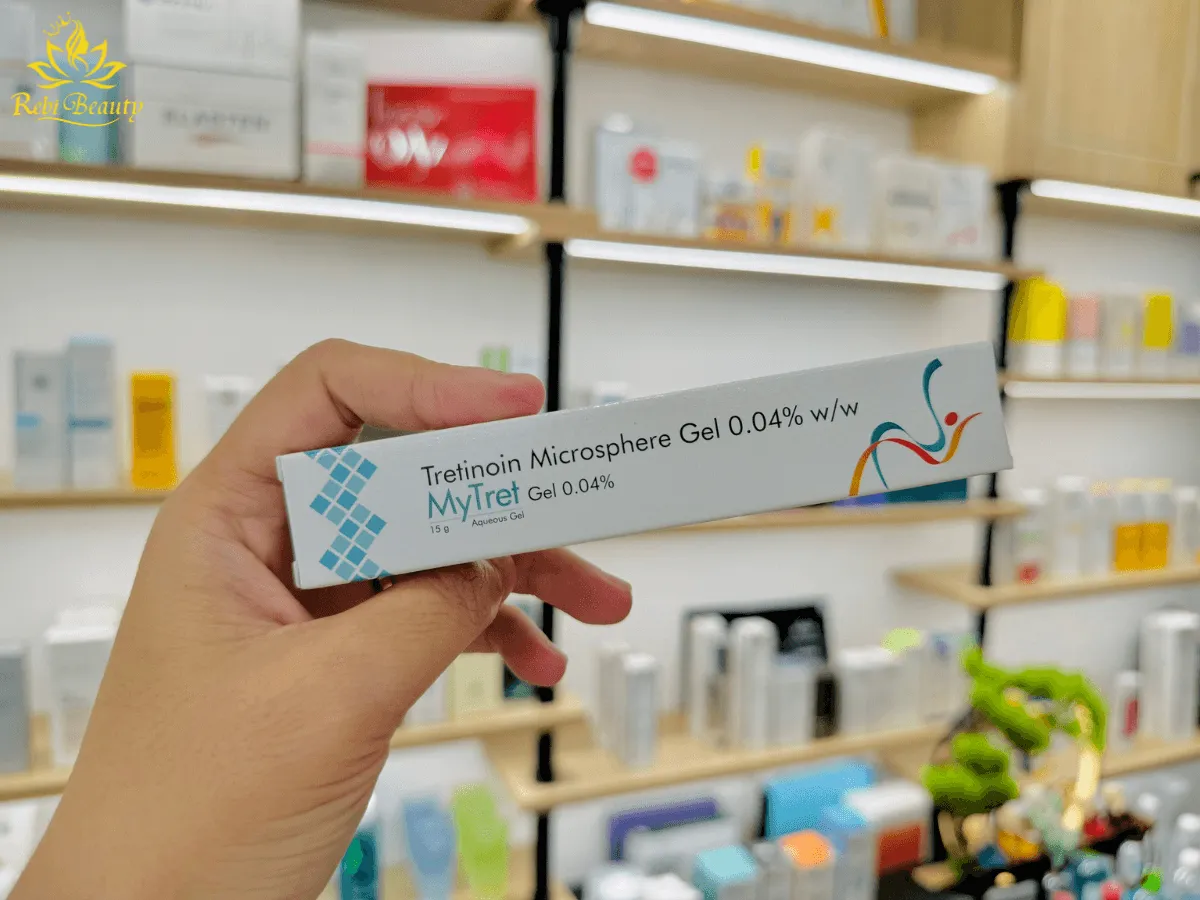 Rebi Beauty
Tretinoin Microsphere Gel 0.04% w/w
MyTret Gel 0.04%
15 g Aqueous Gel